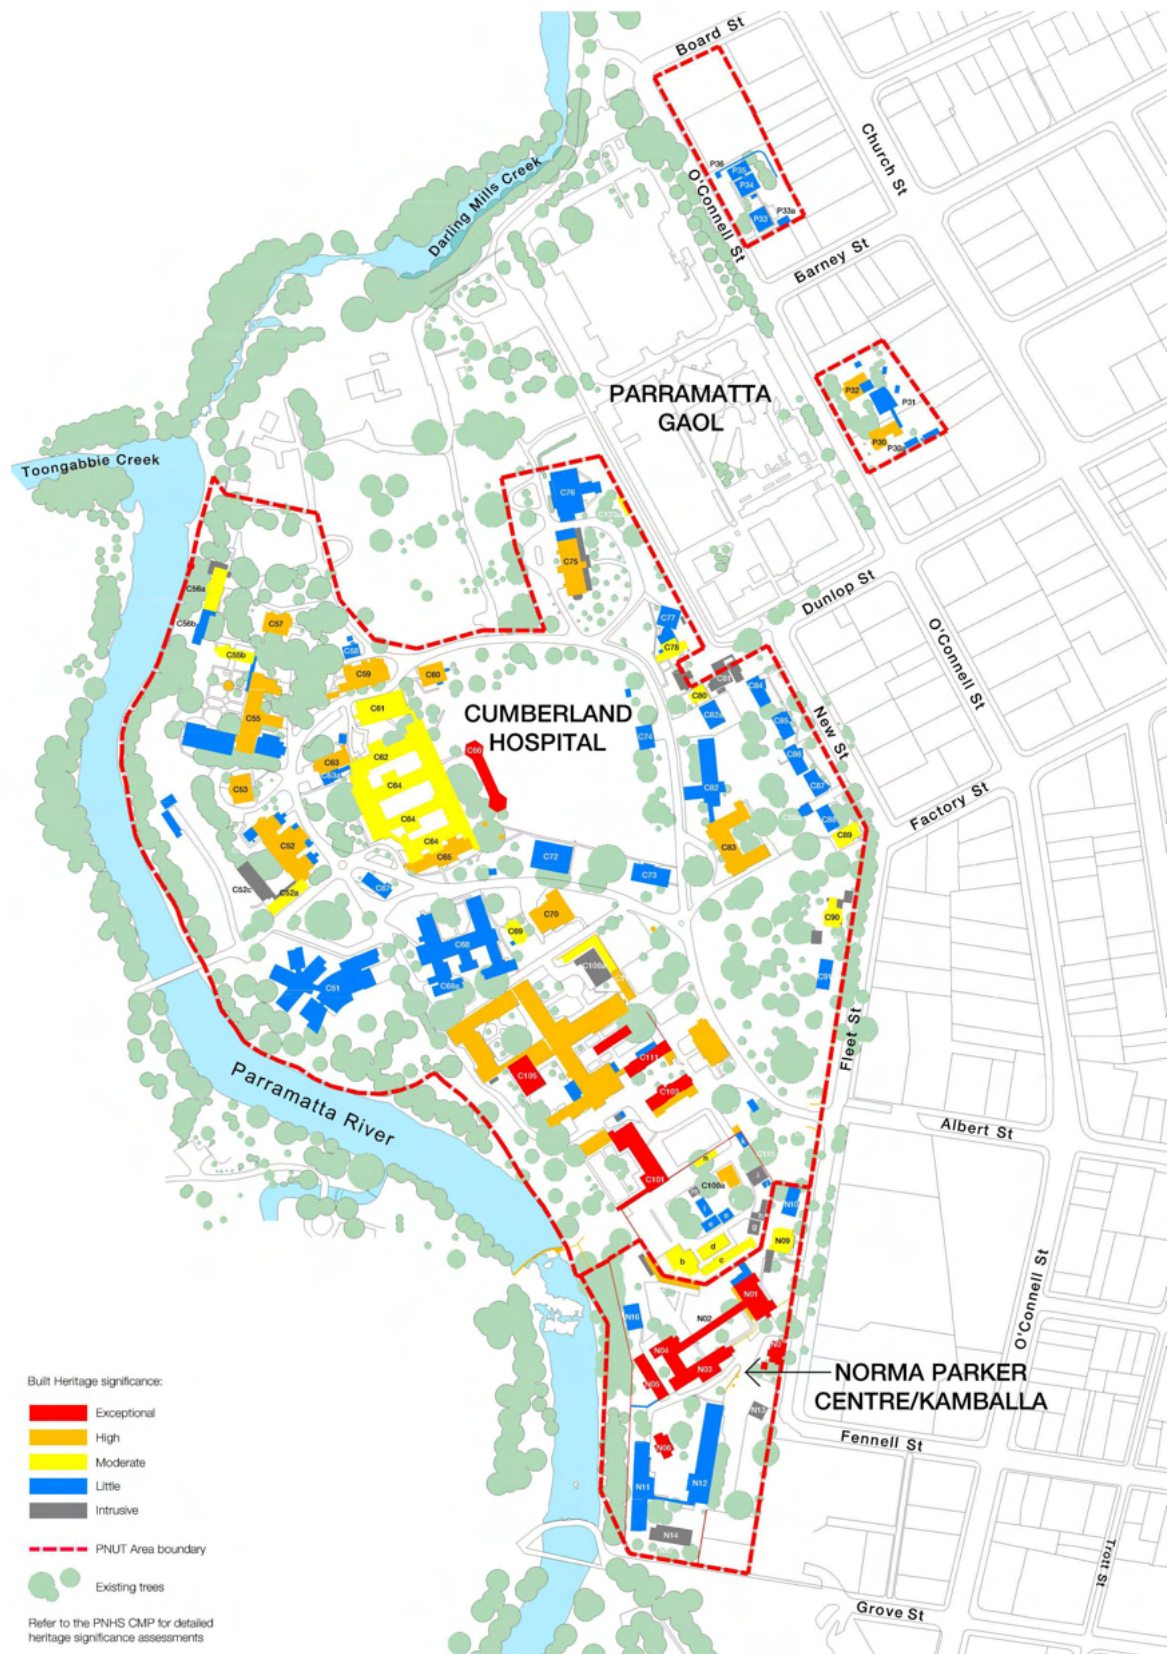 Board St
Church St
Darling Mills Creek
P36
P35
P34
P33a
P33
O'Connell St
Barney St
PARRAMATTA
GAOL
P32
P31
P30
P30a
Toongabbie Creek
C76
C123a
C75
Dunlop St
O'Connell St
C56a
C56b
C57
C77
C55b
C58
C78
C59
C60
C81
C80
C84
New St
C61
CUMBERLAND
HOSPITAL
C82a
C55
C85
C74
C66
C62
C86
C63
C63a
C64
C82
C87
C53
Factory St
C64
C88
C88a
C89
C52
C64
C83
C65
C72
C73
C52c
C52a
C67
C90
C70
C69
C68
C108a
C91
C51
C68a
Fleet St
C111
C105
C103
Parramatta River
Albert St
n
C101
C100a
j
e
e
N10
g
N09
d
b
c
O'Connell St
N01
N02
N16
N04
N03
N05
NORMA PARKER
CENTRE/KAMBALLA
N13
Fennell St
N06
N11
N12
N14
Trott St
Grove St
Built Heritage significance:
Exceptional
High
Moderate
Little
Intrusive
PNUT Area boundary
Existing trees
Refer to the PNHS CMP for detailed
heritage significance assessments